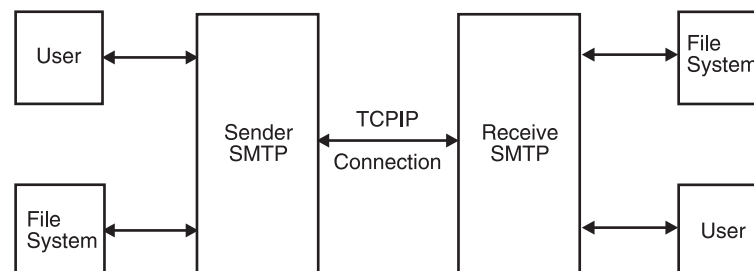 User
File
System
Sender
SMTP
TCPIP
Connection
Receive
SMTP
File
System
User